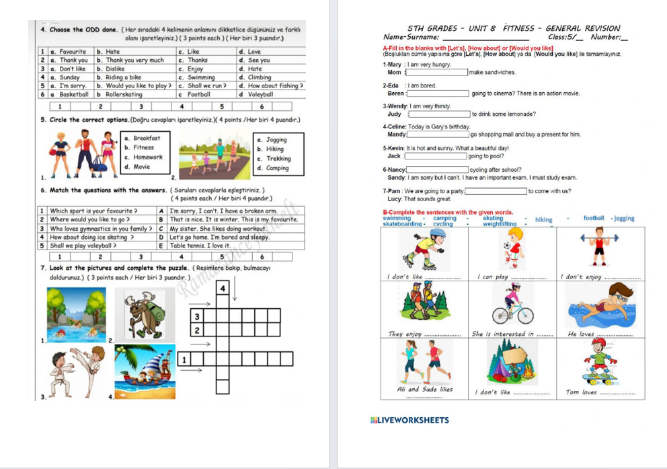 4. Choose the ODD done. ( Her sıradaki 4 kelimenin anlamını dikkatlice düşününüz ve farklı
alanı işaretleyiniz.) ( 3 points each ) ( Her biri 3 puandır.)
1 a. Favourite b. Hate c. Like d. Love
2 a. Thank you b. Thank you very much c. Thanks d. See you
3 a. Don't like b. Dislike c. Enjoy d. Hate
4 a. Sunday b. Riding a bike c. Swimming d. Climbing
5 a. I'm sorry. b. Would you like to play ? c. Shall we run ? d. How about fishing ?
6 a. Basketball b Rollerskating c Football d Voleyball
1 2 3 4 5 6
5. Circle the correct options.(Doğru cevapları işaretleyiniz.)( 4 points /Her biri 4 puandır.)
a. Breakfast
b. Fitness
c. Homework
d. Movie
1.
a. Jogging
b. Hiking
c. Trekking
d. Camping
2.
6. Match the questions with the answers. ( Soruları cevaplarla eşleştiriniz. )
( 4 points each / Her biri 4 puandır.)
1 Which sport is your favourite ? A I'm sorry, I can't. I have a broken arm.
2 Where would you like to go ? B That is nice. It is winter. This is my favourite.
3 Who loves gymnastics in you family ? C My sister. She likes doing workout.
4 How about doing ice skating ? D Let's go home. I'm bored and sleepy.
5 Shall we play voleyball ? E Table tennis. I love it.
1 2 3 4 5
7. Look at the pictures and complete the puzzle. ( Resimlere bakıp, bulmacayı
doldurunuz.) ( 3 points each / Her biri 3 puandır. )
4
3
2
1
1.
2.
3.
4.
5TH GRADES - UNIT 8 FITNESS - GENERAL REVISION
Name-Surname: Class:5/__ Number:__
A-Fill in the blanks with [Let's], [How about] or [Would you like]
(Boşlukları cümle yapısına göre [Let's], [How about] ya da [Would you like] ile tamamlayınız.
1-Mary : I am very hungry.
Mom : make sandwiches.
2-Eda : I am bored.
Beren : going to cinema? There is an action movie.
3-Wendy: I am very thirsty.
Judy to drink some lemonade?
4-Celine: Today is Gary's birthday.
Mandy: go shopping mall and buy a present for him.
5-Kevin: It is hot and sunny. What a beautiful day!
Jack : going to pool?
6-Nancy: cycling after school?
Sandy: I am sorry but I can't. I have an important exam. I must study exam.
7-Pam : We are going to a party. to come with us?
Lucy: That sounds great.
B-Complete the sentences with the given words.
swimming - camping - skating - hiking - football - jogging
skateboarding - cycling - weightlifting
I don't like ..................
I can play ..................
I don't enjoy ..................
They enjoy ..................
She is interested in .........
He loves ..................
Ali and Sude likes
..................
I don't like ..................
Tom loves ..................
LIVEWORKSHEETS